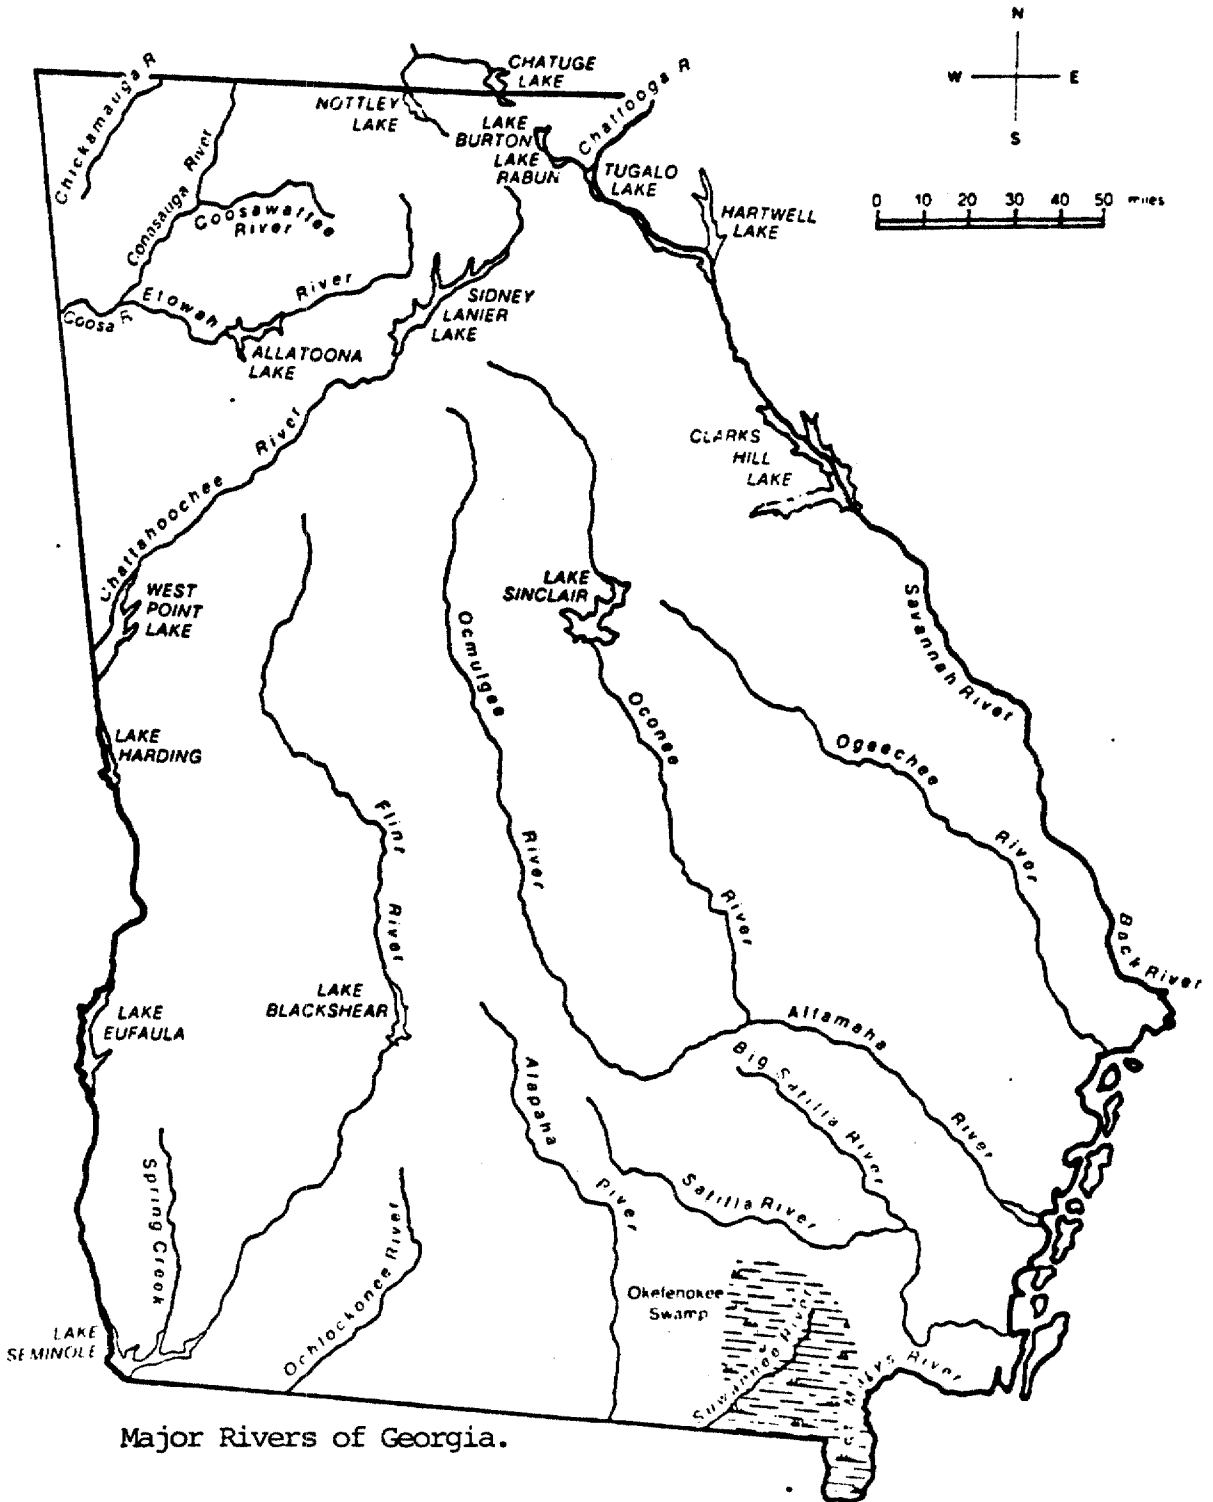 N
W E
S
0 10 20 30 40 50 miles
Chickamauga R
CHATUGE
LAKE
NOTTLEY
LAKE
LAKE
BURTON
LAKE
RABUN
Chattooga R
TUGALO
LAKE
HARTWELL
LAKE
Conasauga River
Coosawattee
River
Coosa R
Etowah River
ALLATOONA
LAKE
SIDNEY
LANIER
LAKE
Chattahoochee River
CLARKS
HILL
LAKE
WEST
POINT
LAKE
LAKE
SINCLAIR
Savannah River
Ocmulgee River
Oconee River
Ogeechee River
LAKE
HARDING
Flint River
Back River
LAKE
EUFAULA
LAKE
BLACKSHEAR
Altamaha River
Big Satilla River
Alapaha River
Satilla River
Spring Creek
Ochlockonee River
Okefenokee
Swamp
Suwannee River
Marys River
LAKE
SEMINOLE
Major Rivers of Georgia.